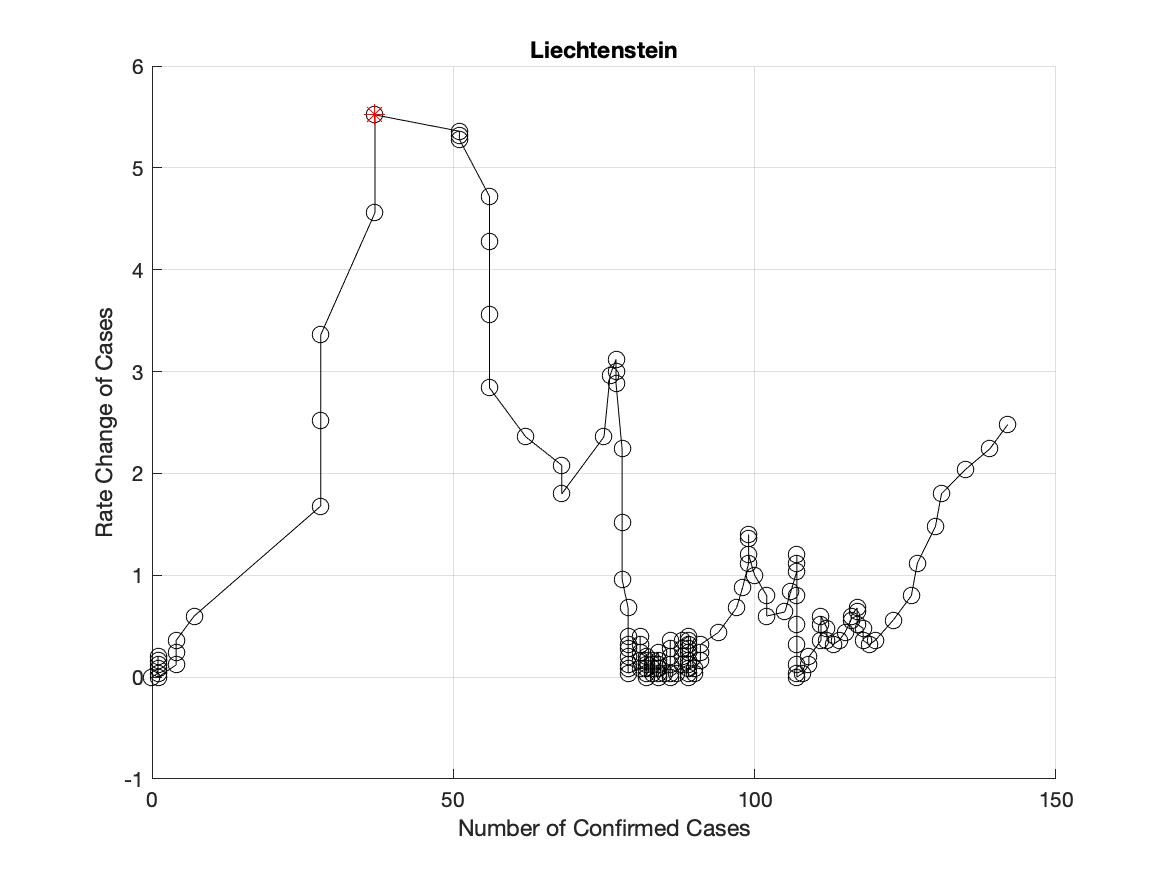 Liechtenstein
6
5
4
3
2
1
0
-1
Rate Change of Cases
0 50 100 150
Number of Confirmed Cases